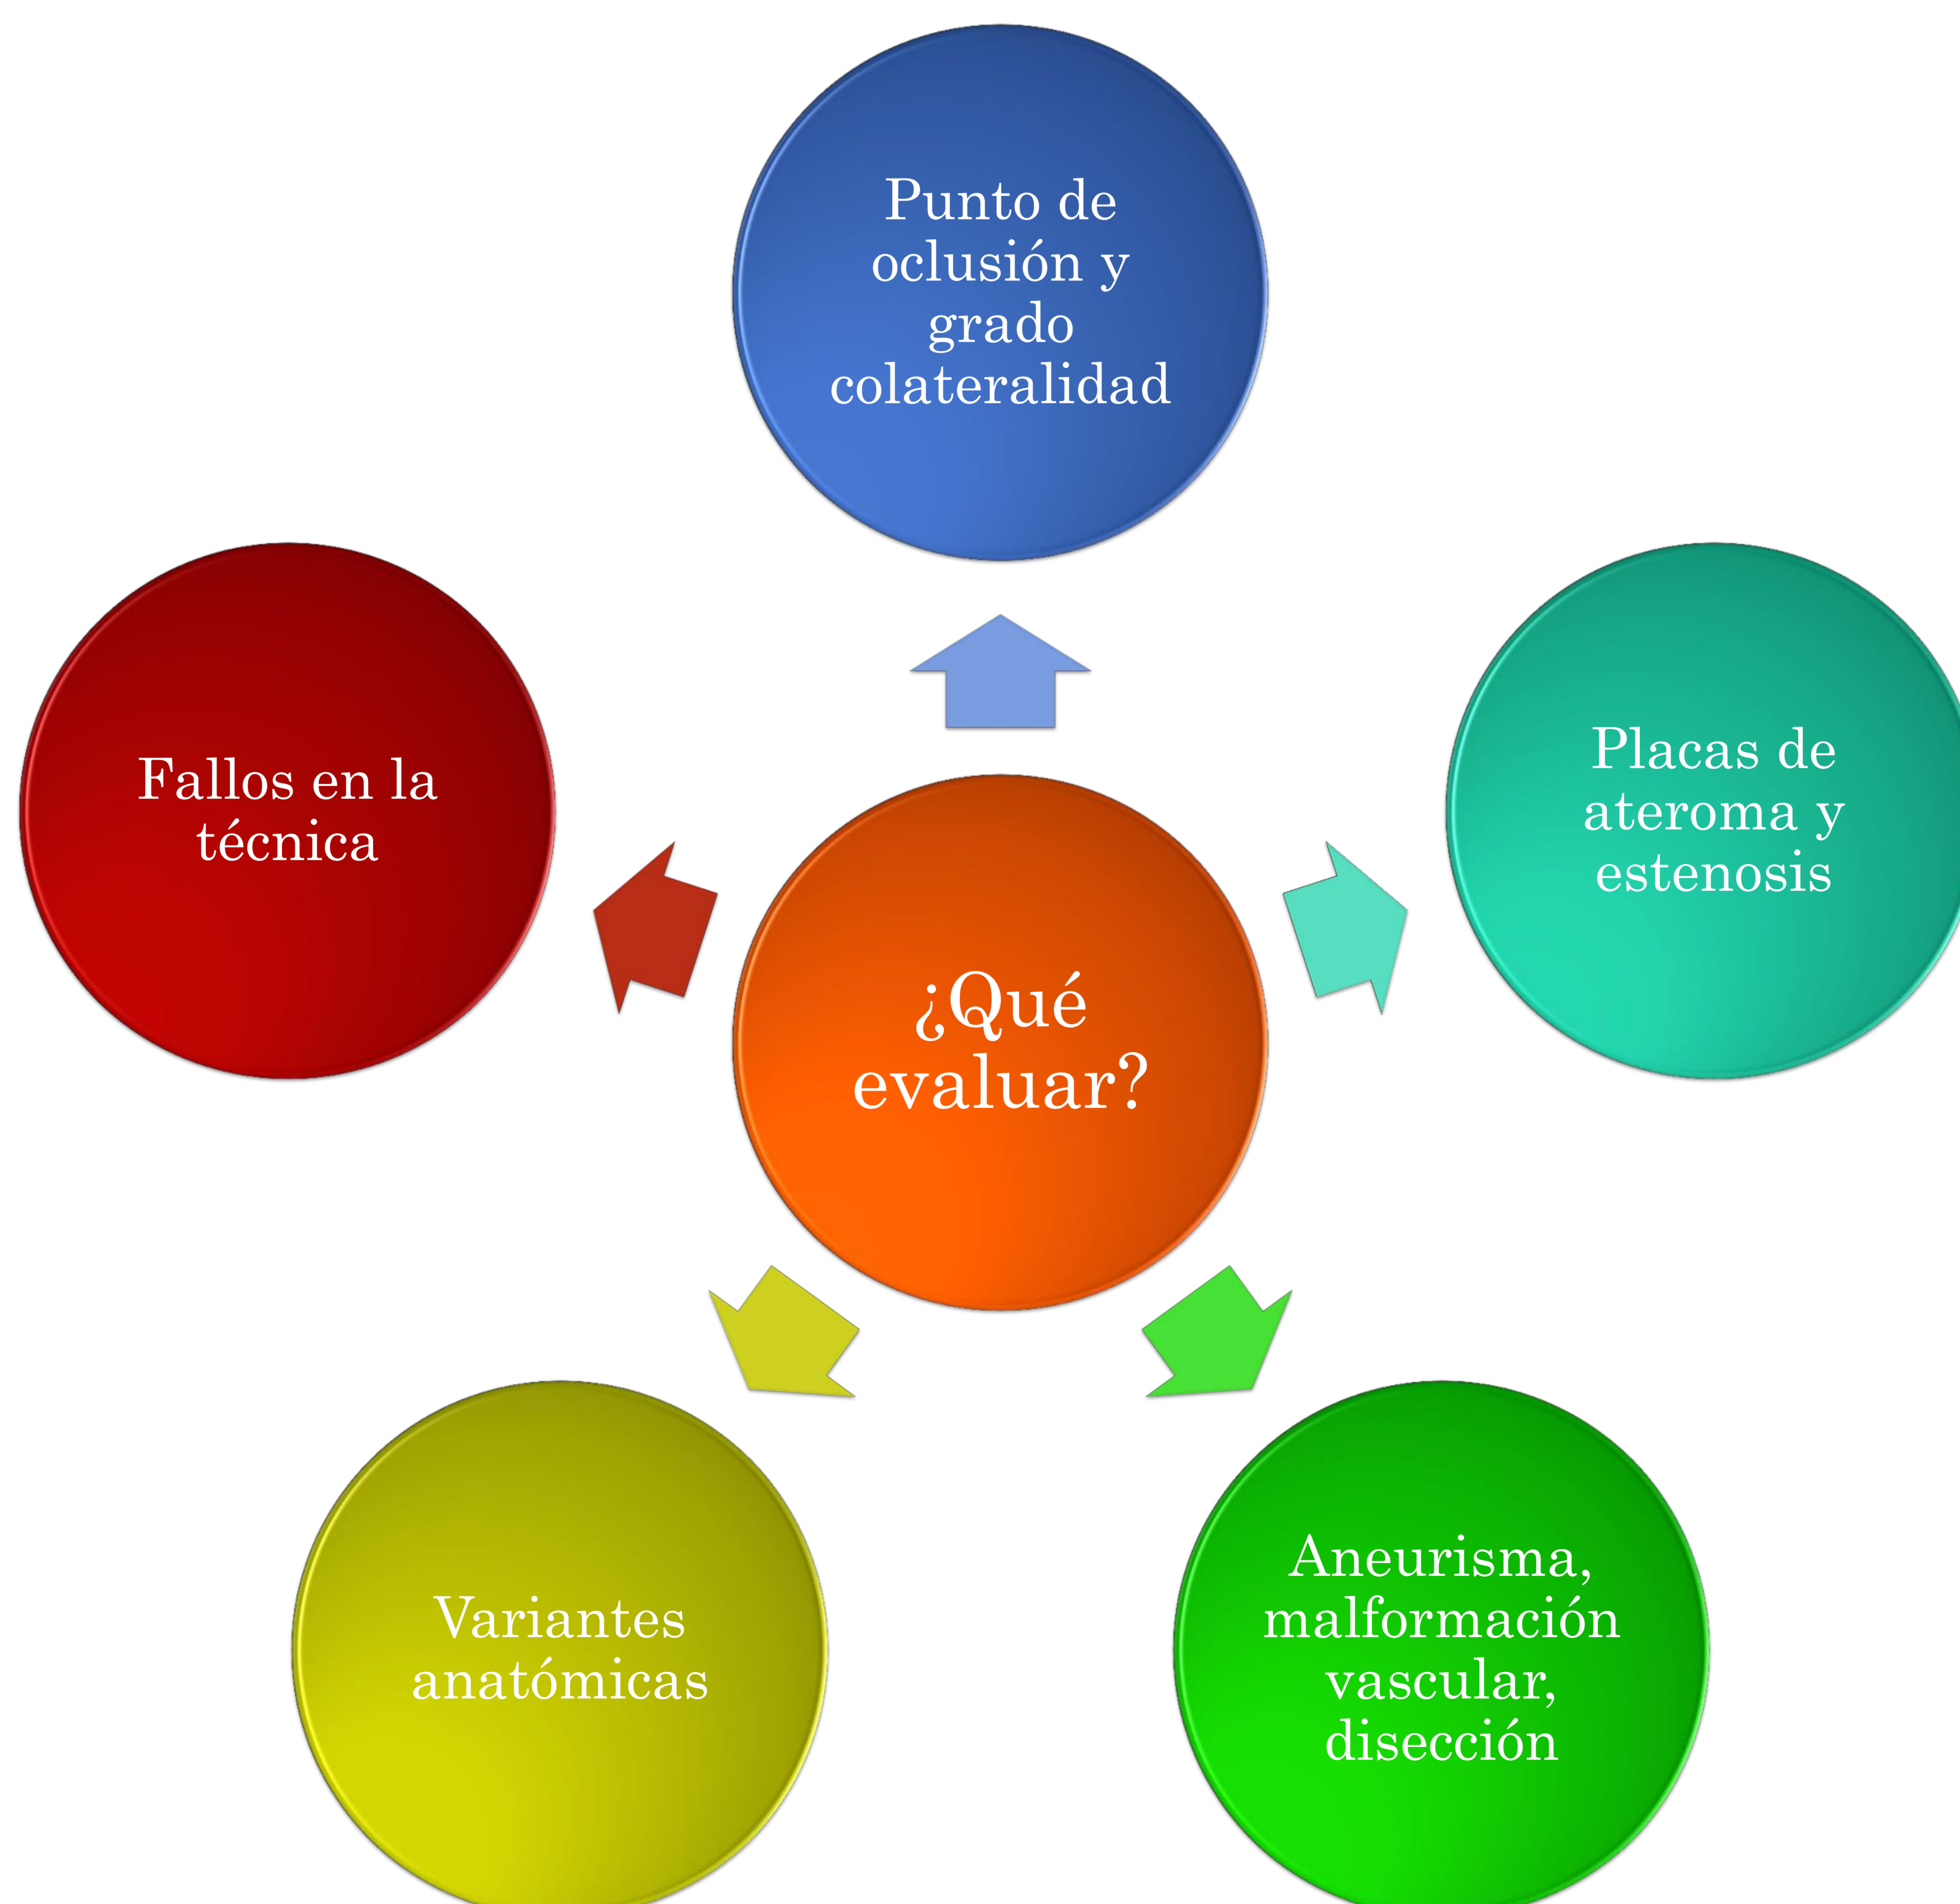 Punto de
oclusión y
grado
colateralidad
Fallos en la
técnica
Placas de
ateroma y
estenosis
¿Qué
evaluar?
Variantes
anatómicas
Aneurisma,
malformación
vascular,
disección